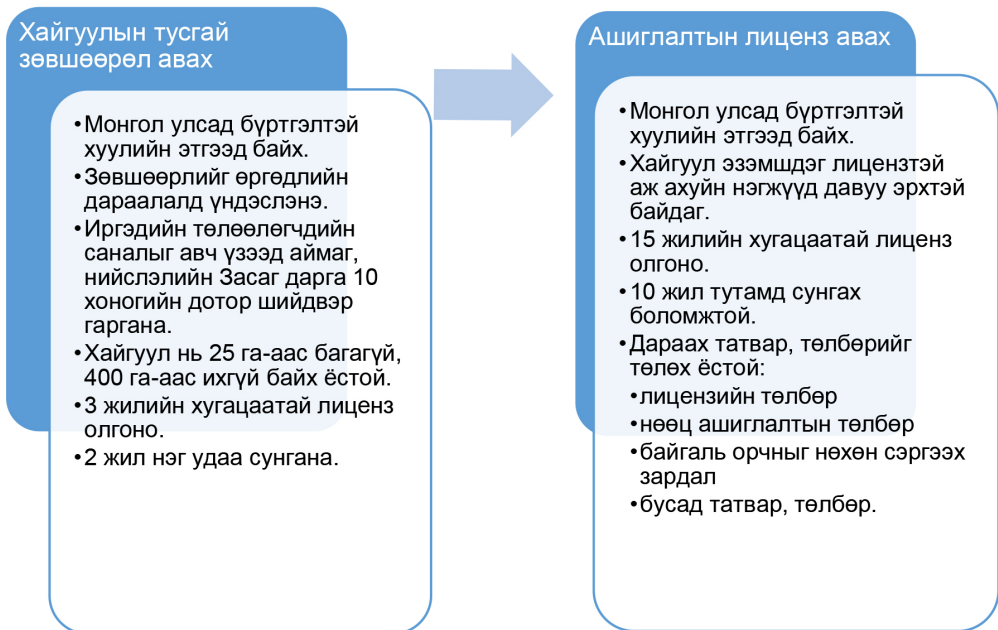 Хайгуулын тусгай
зөвшөөрөл авах
•Монгол улсад бүртгэлтэй
хуулийн этгээд байх.
•Зөвшөөрлийг өргөдлийн
дараалалд үндэслэнэ.
•Иргэдийн төлөөлөгчдийн
саналыг авч үзээд аймаг,
нийслэлийн Засаг дарга 10
хоногийн дотор шийдвэр
гаргана.
•Хайгуул нь 25 га-аас багагүй,
400 га-аас ихгүй байх ёстой.
•3 жилийн хугацаатай лиценз
олгоно.
•2 жил нэг удаа сунгана.
Ашиглалтын лиценз авах
•Монгол улсад бүртгэлтэй
хуулийн этгээд байх.
•Хайгуул эзэмшдэг лицензтэй
аж ахуйн нэгжүүд давуу эрхтэй
байдаг.
•15 жилийн хугацаатай лиценз
олгоно.
•10 жил тутамд сунгах
боломжтой.
•Дараах татвар, төлбөрийг
төлөх ёстой:
•лицензийн төлбөр
•нөөц ашиглалтын төлбөр
•байгаль орчныг нөхөн сэргээх
зардал
•бусад татвар, төлбөр.